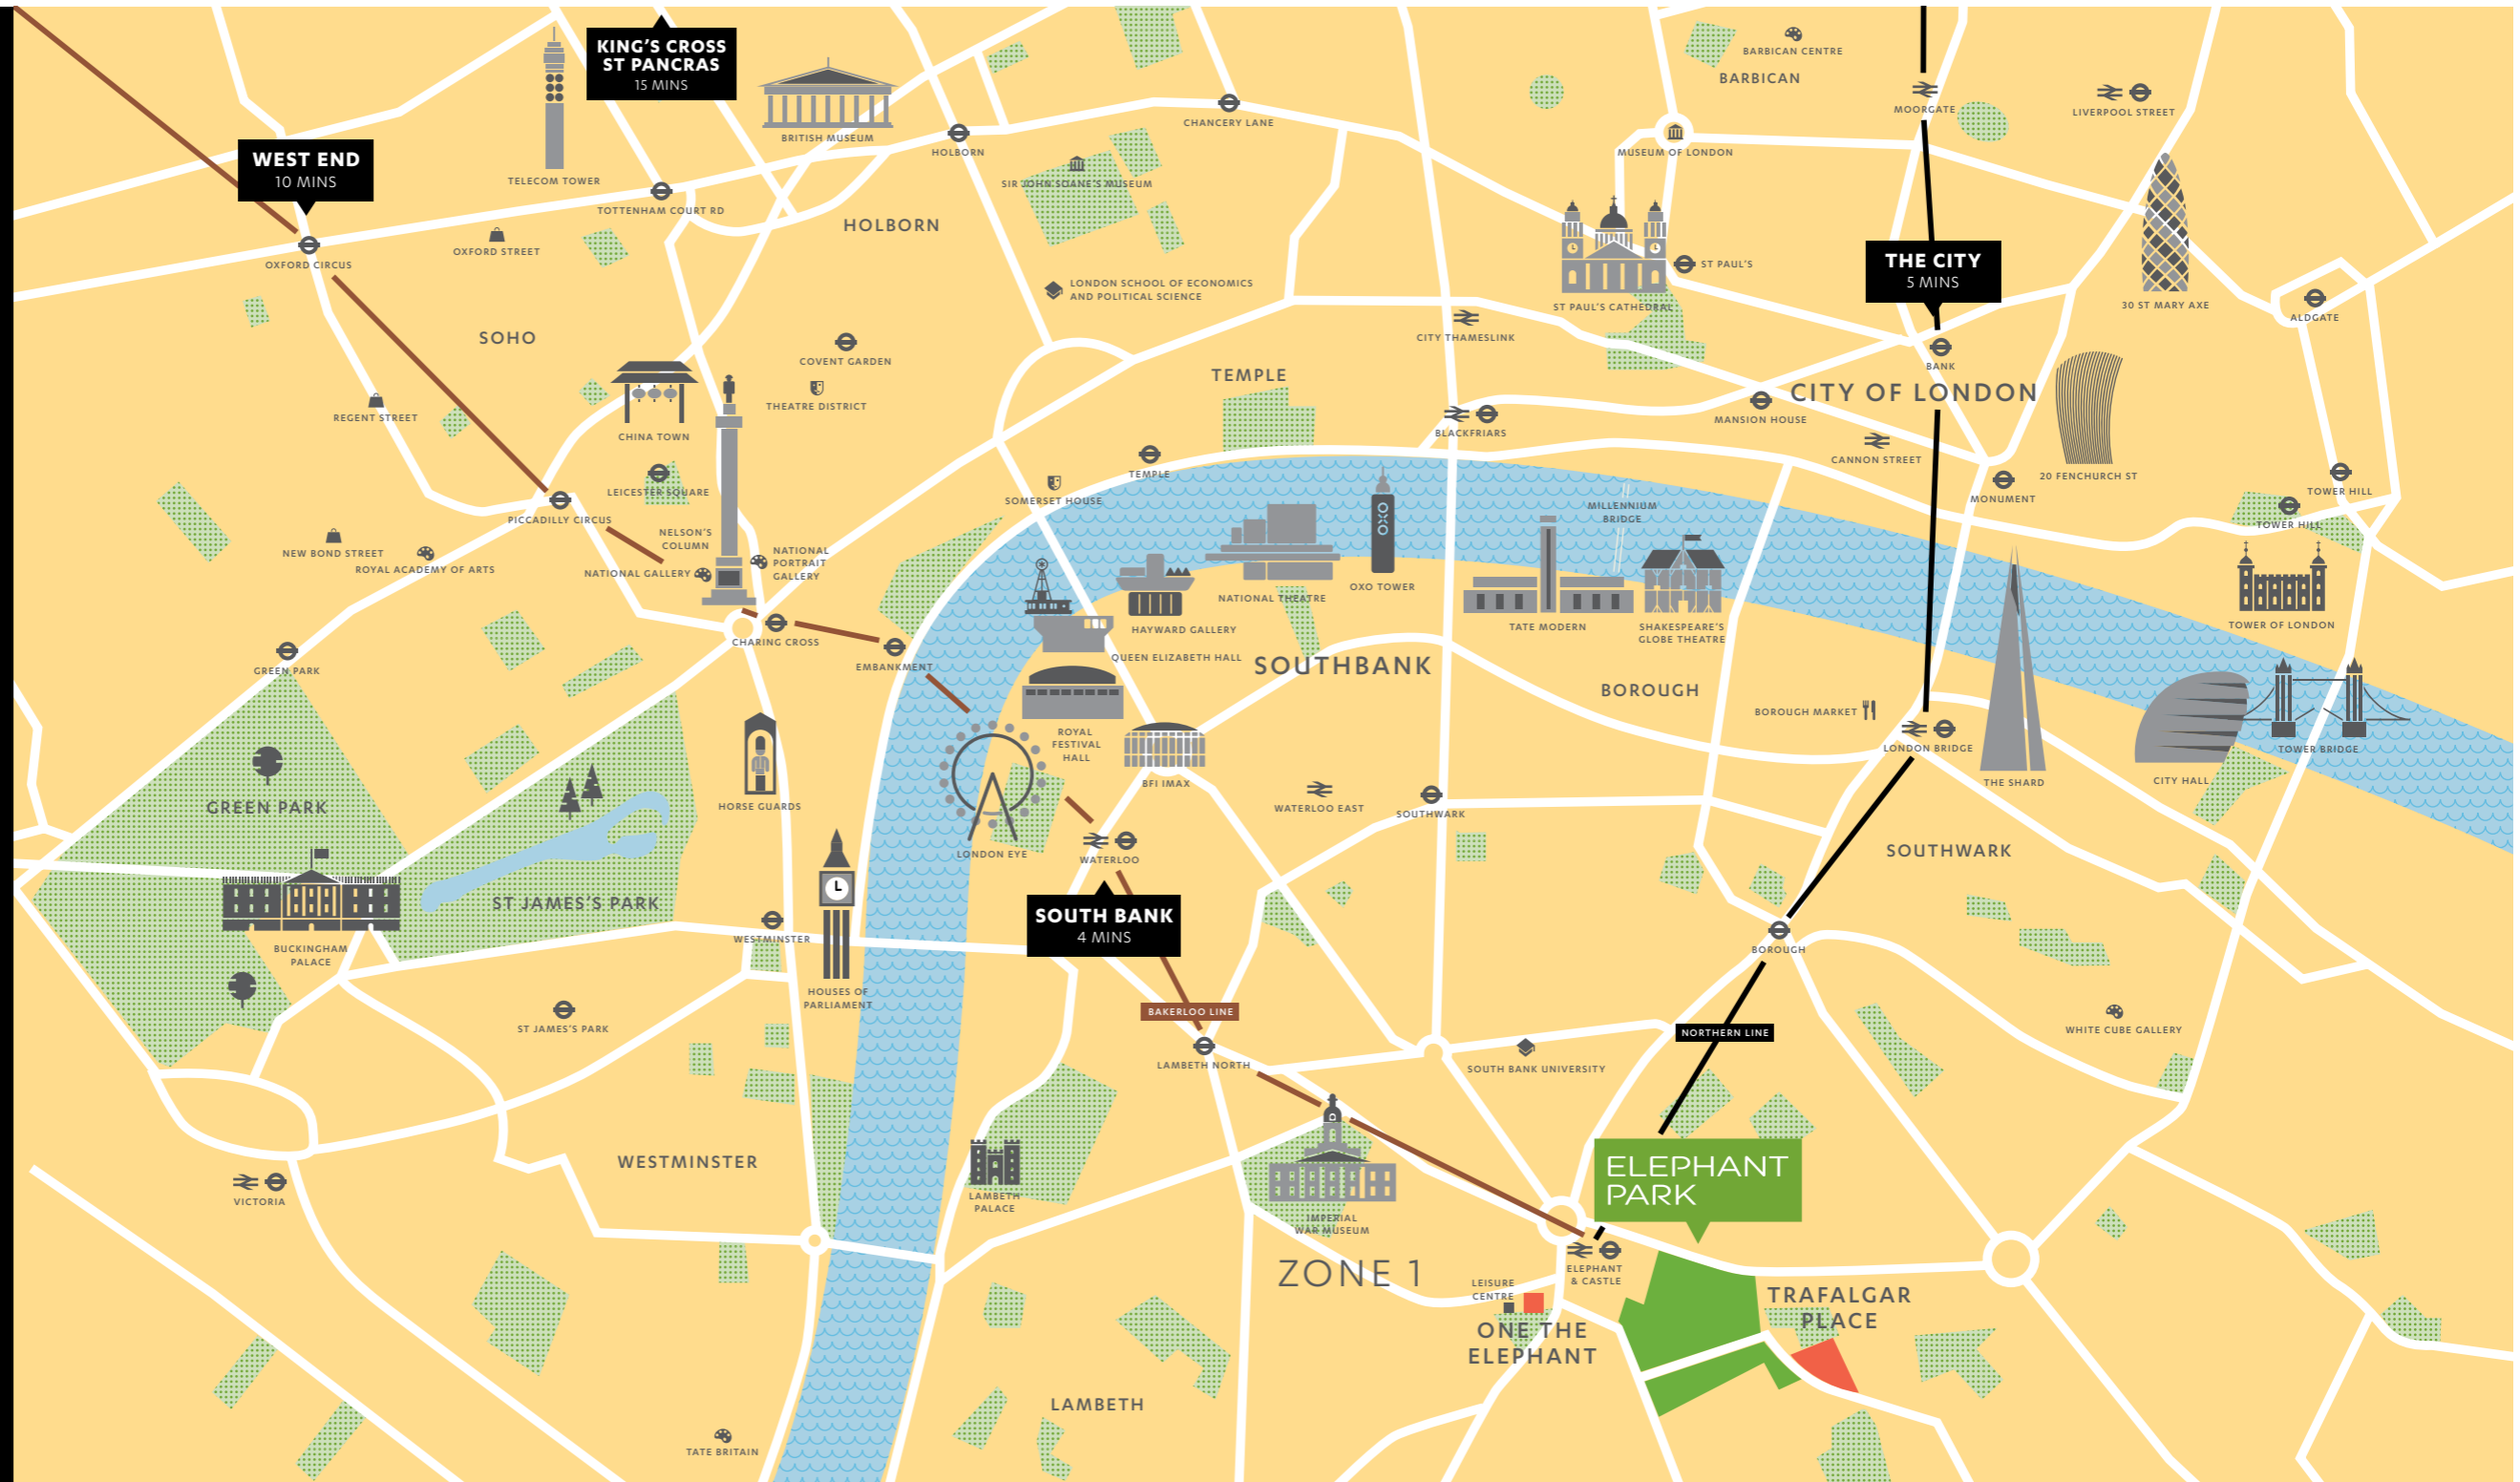 KING'S CROSS
ST PANCRAS
15 MINS
BARBICAN CENTRE
BARBICAN
MOORGATE
LIVERPOOL STREET
CHANCERY LANE
BRITISH MUSEUM
HOLBORN
MUSEUM OF LONDON
WEST END
10 MINS
TELECOM TOWER
SIR JOHN SOANE'S MUSEUM
TOTTENHAM COURT RD
HOLBORN
OXFORD STREET
OXFORD CIRCUS
ST PAUL'S
THE CITY
5 MINS
LONDON SCHOOL OF ECONOMICS
AND POLITICAL SCIENCE
ST PAUL'S CATHEDRAL
30 ST MARY AXE
ALDGATE
SOHO
CITY THAMESLINK
COVENT GARDEN
BANK
TEMPLE
CITY OF LONDON
THEATRE DISTRICT
REGENT STREET
MANSION HOUSE
CHINA TOWN
BLACKFRIARS
CANNON STREET
20 FENCHURCH ST
TEMPLE
LEICESTER SQUARE
SOMERSET HOUSE
MONUMENT
TOWER HILL
PICCADILLY CIRCUS
MILLENNIUM
BRIDGE
TOWER HILL
NELSON'S
COLUMN
NEW BOND STREET
ROYAL ACADEMY OF ARTS
NATIONAL GALLERY
NATIONAL
PORTRAIT
GALLERY
OXO
OXO TOWER
NATIONAL THEATRE
HAYWARD GALLERY
TATE MODERN
SHAKESPEARE'S
GLOBE THEATRE
TOWER OF LONDON
CHARING CROSS
EMBANKMENT
QUEEN ELIZABETH HALL
SOUTHBANK
GREEN PARK
BOROUGH
BOROUGH MARKET
LONDON BRIDGE
TOWER BRIDGE
ROYAL
FESTIVAL
HALL
BFI IMAX
THE SHARD
CITY HALL
GREEN PARK
HORSE GUARDS
WATERLOO EAST
SOUTHWARK
LONDON EYE
WATERLOO
SOUTHWARK
ST JAMES'S PARK
SOUTH BANK
4 MINS
WESTMINSTER
BUCKINGHAM
PALACE
BOROUGH
HOUSES OF
PARLIAMENT
BAKERLOO LINE
ST JAMES'S PARK
NORTHERN LINE
WHITE CUBE GALLERY
LAMBETH NORTH
SOUTH BANK UNIVERSITY
WESTMINSTER
ELEPHANT
PARK
VICTORIA
LAMBETH
PALACE
IMPERIAL
WAR MUSEUM
ZONE 1
ELEPHANT
& CASTLE
LEISURE
CENTRE
TRAFALGAR
PLACE
ONE THE
ELEPHANT
LAMBETH
TATE BRITAIN